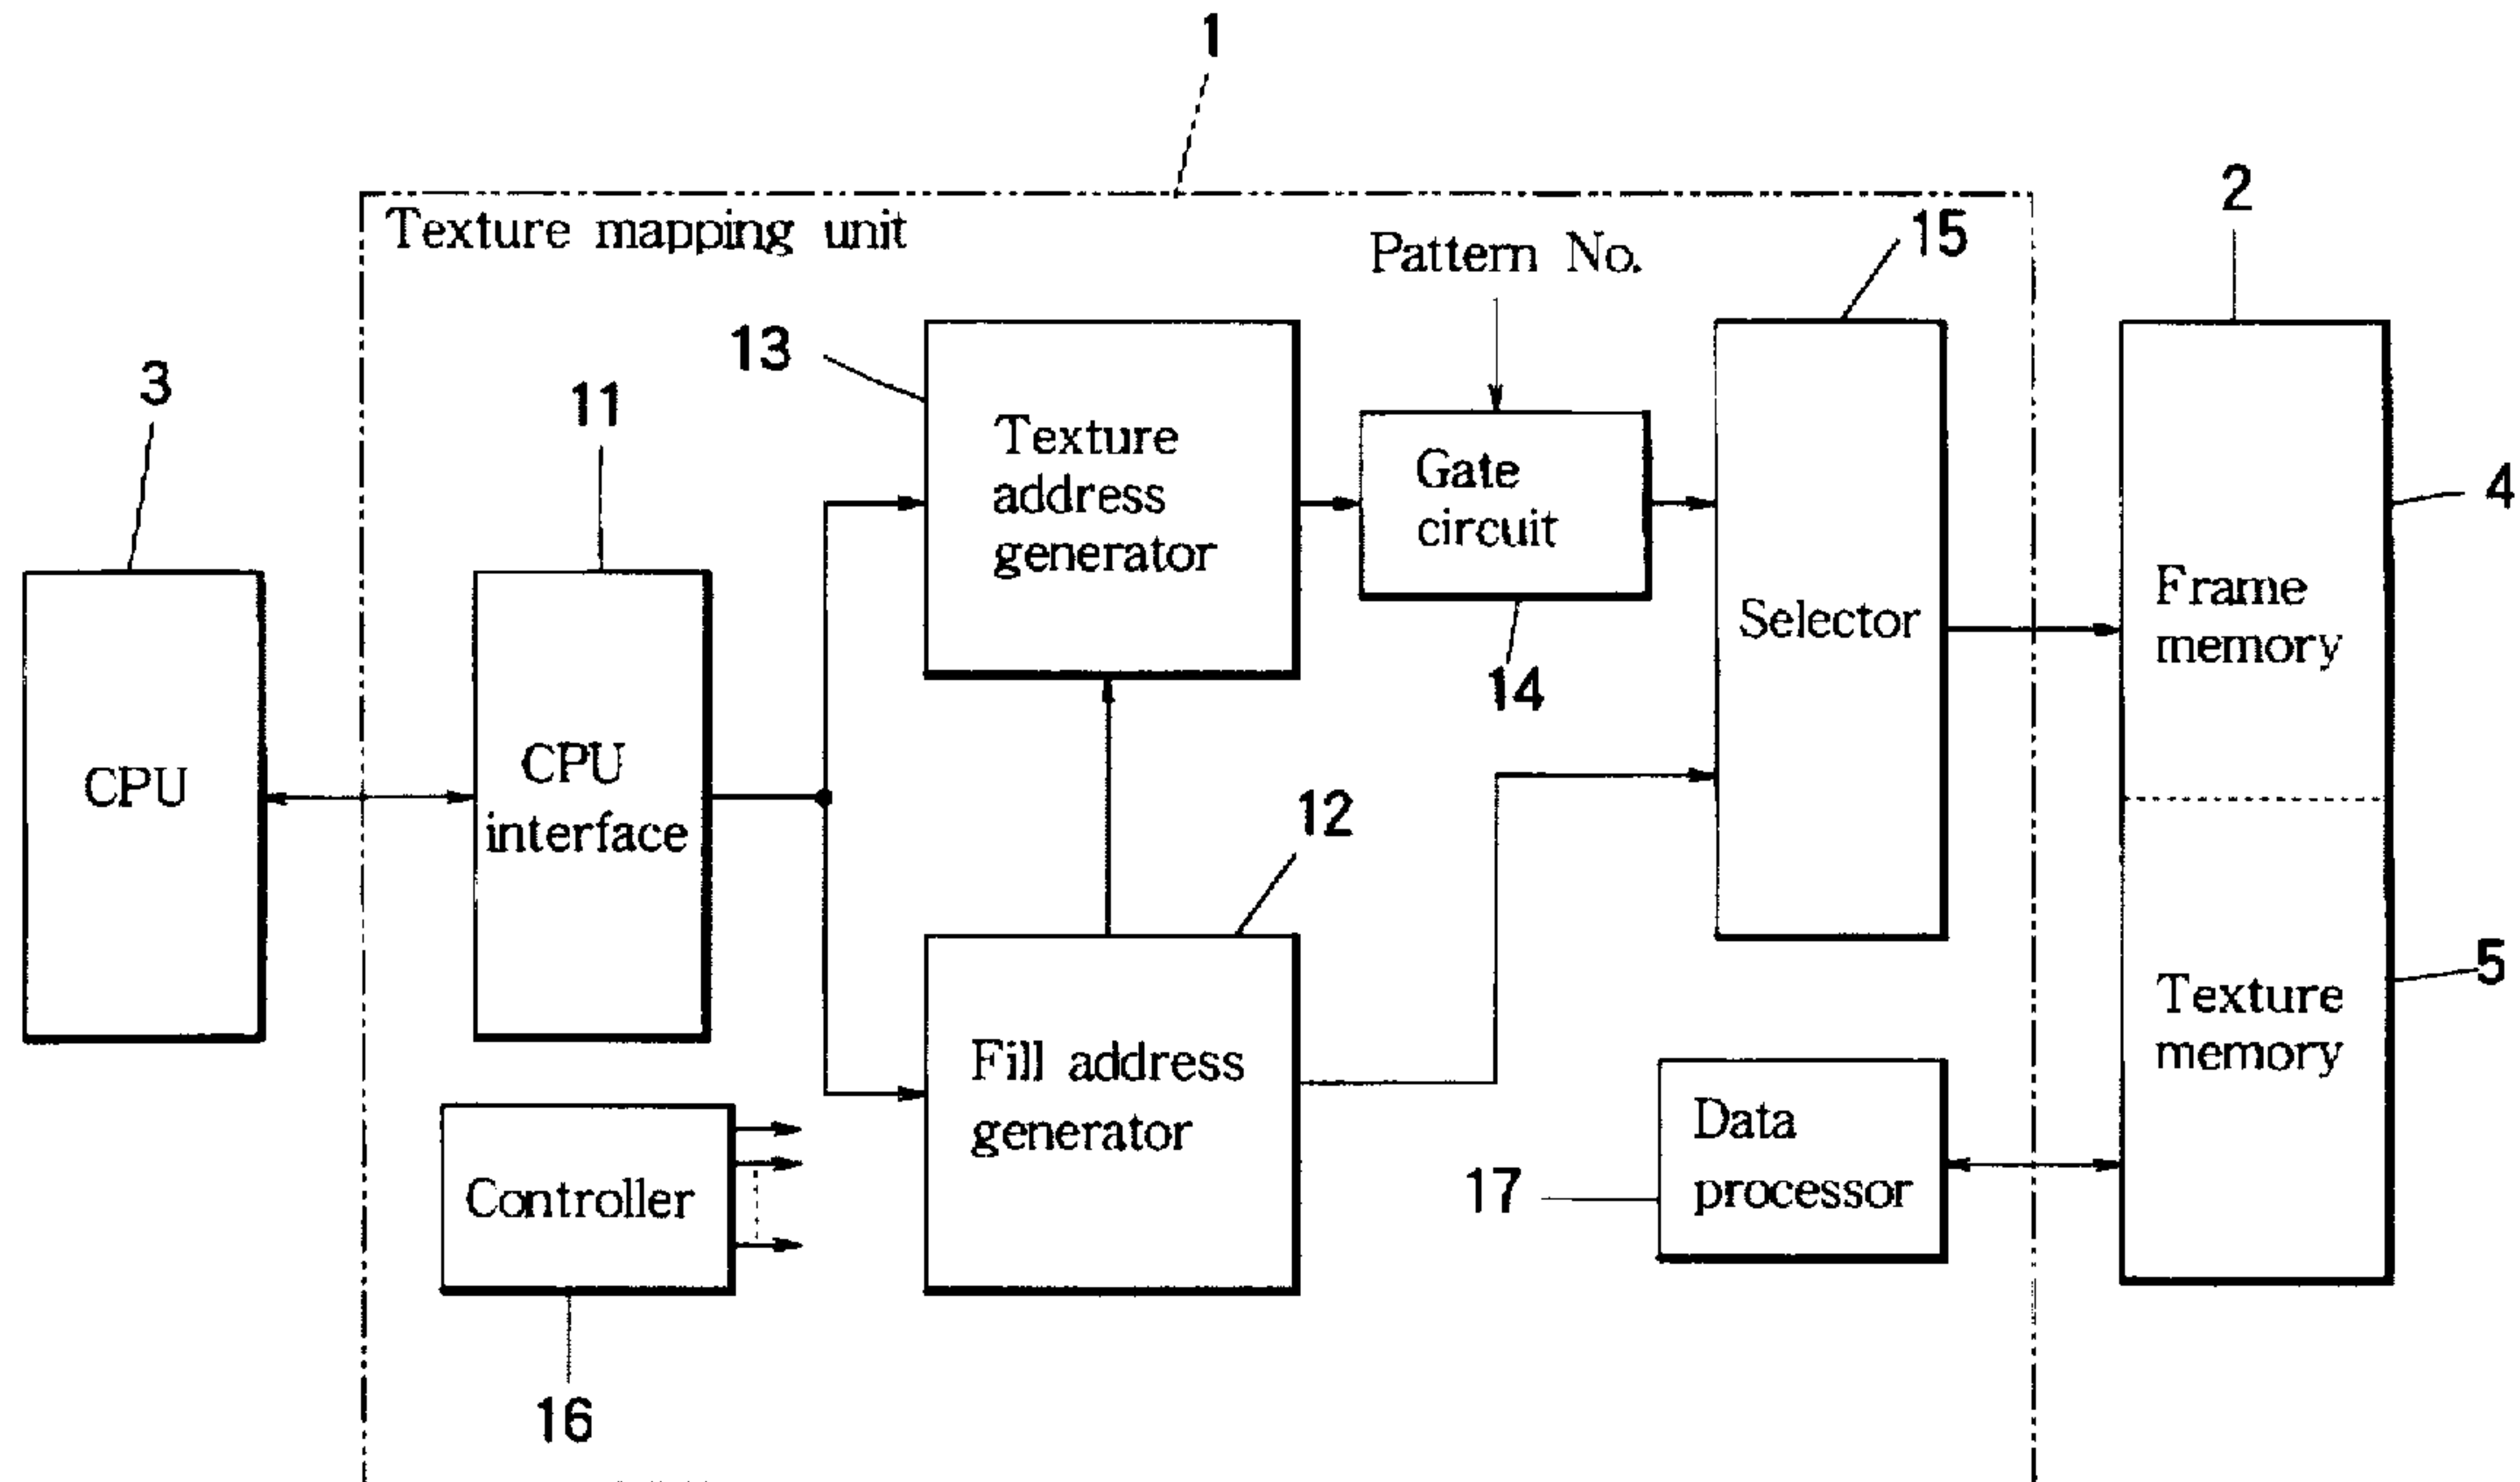 1
2
Texture mapping unit
15
Pattern No.
13
3
11
Texture
address
generator
Gate
circuit
4
Frame
memory
Selector
14
CPU
CPU
interface
12
5
Texture
memory
Fill address
generator
Data
processor
17
Controller
16